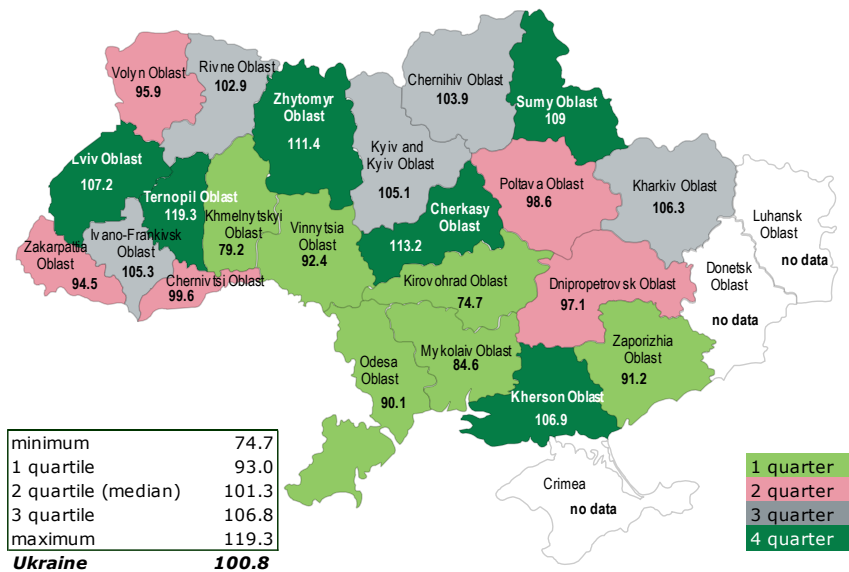 Volyn Oblast
95.9
Rivne Oblast
102.9
Zhytomyr
Oblast
111.4
Chernihiv Oblast
103.9
Sumy Oblast
109
Kyiv and
Kyiv Oblast
105.1
Lviv Oblast
107.2
Ternopil Oblast
119.3
Khmelnytskyi
Oblast
79.2
Vinnytsia
Oblast
92.4
Cherkasy
Oblast
113.2
Poltava Oblast
98.6
Kharkiv Oblast
106.3
Luhansk
Oblast
no data
Donetsk
Oblast
no data
Zakarpattia
Oblast
94.5
Ivano-Frankivsk
Oblast
105.3
Chernivtsi Oblast
99.6
Kirovohrad Oblast
74.7
Dnipropetrovsk Oblast
97.1
Zaporizhia
Oblast
91.2
Odesa
Oblast
90.1
Mykolaiv Oblast
84.6
Kherson Oblast
106.9
Crimea
no data
minimum 74.7
1 quartile 93.0
2 quartile (median) 101.3
3 quartile 106.8
maximum 119.3
Ukraine 100.8
1 quarter
2 quarter
3 quarter
4 quarter